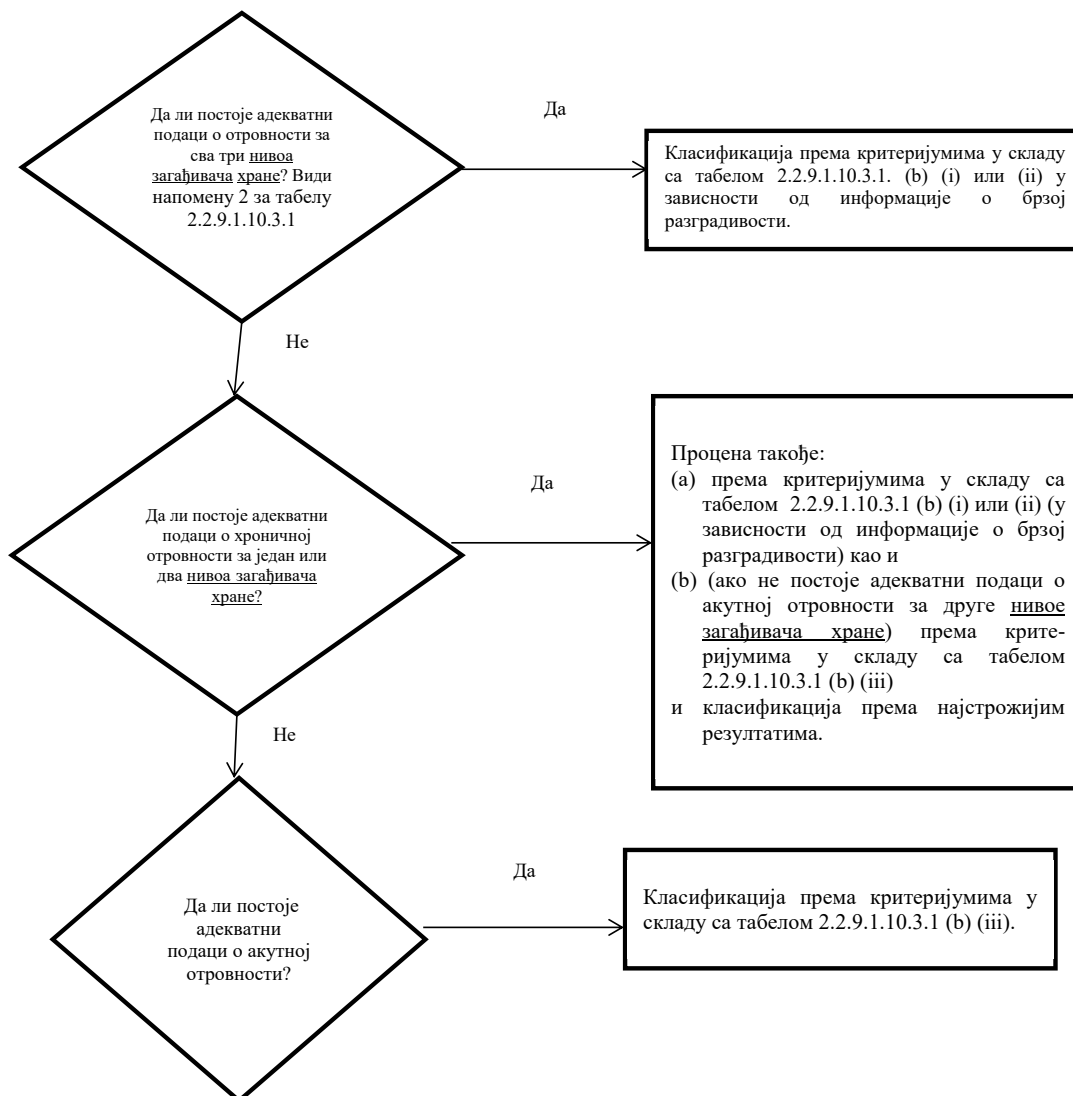 Да ли постоје адекватни
подаци о отровности за
сва три нивоа
загађивача хране? Види
напомену 2 за табелу
2.2.9.1.10.3.1
Да
Класификација према критеријумима у складу
са табелом 2.2.9.1.10.3.1. (b) (i) или (ii) у
зависности од информације о брзој
разградивости.
Не
Да ли постоје адекватни
подаци о хроничној
отровности за један или
два нивоа загађивача
хране?
Да
Процена такође:
(a) према критеријумима у складу са
табелом 2.2.9.1.10.3.1 (b) (i) или (ii) (у
зависности од информације о брзој
разградивости) као и
(b) (ако не постоје адекватни подаци о
акутној отровности за друге нивое
загађивача хране) према крите-
ријумима у складу са табелом
2.2.9.1.10.3.1 (b) (iii)
и класификација према најстрожијим
резултатима.
Не
Да ли постоје
адекватни
подаци о акутној
отровности?
Да
Класификација према критеријумима у
складу са табелом 2.2.9.1.10.3.1 (b) (iii).